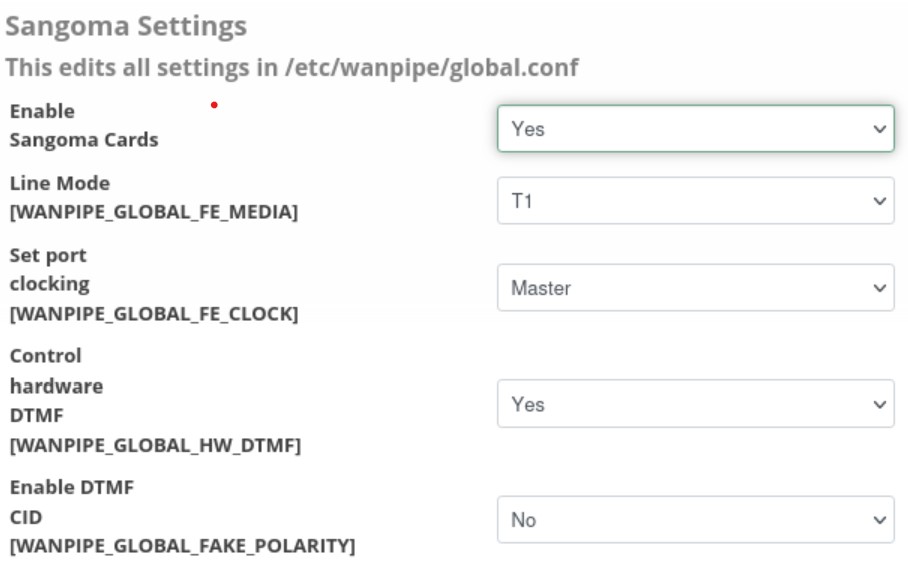 Sangoma Settings
This edits all settings in /etc/wanpipe/global.conf
Enable
Sangoma Cards
Yes
Line Mode
[WANPIPE_GLOBAL_FE_MEDIA]
T1
Set port
clocking
[WANPIPE_GLOBAL_FE_CLOCK]
Master
Control
hardware
DTMF
[WANPIPE_GLOBAL_HW_DTMF]
Yes
Enable DTMF
CID
[WANPIPE_GLOBAL_FAKE_POLARITY]
No